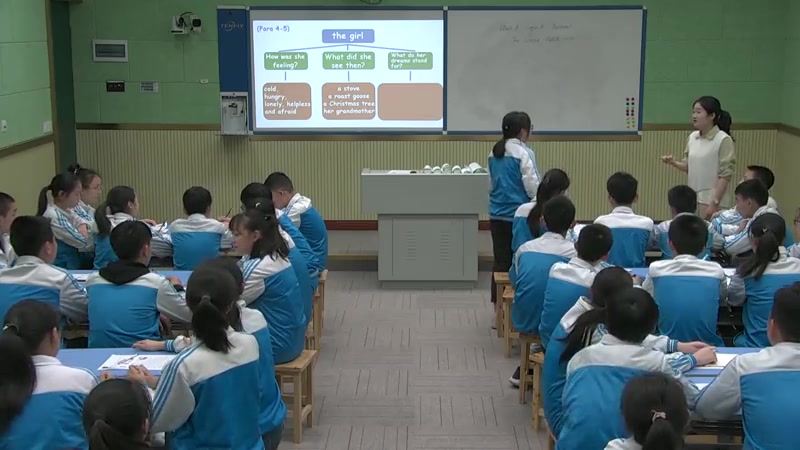 (Para 4-5)
the girl
How was she
feeling?
What did she
see then?
What do her
dreams stand
for?
cold,
hungry,
lonely, helpless
and afraid
a stove
a roast goose
a Christmas tree
her grandmother